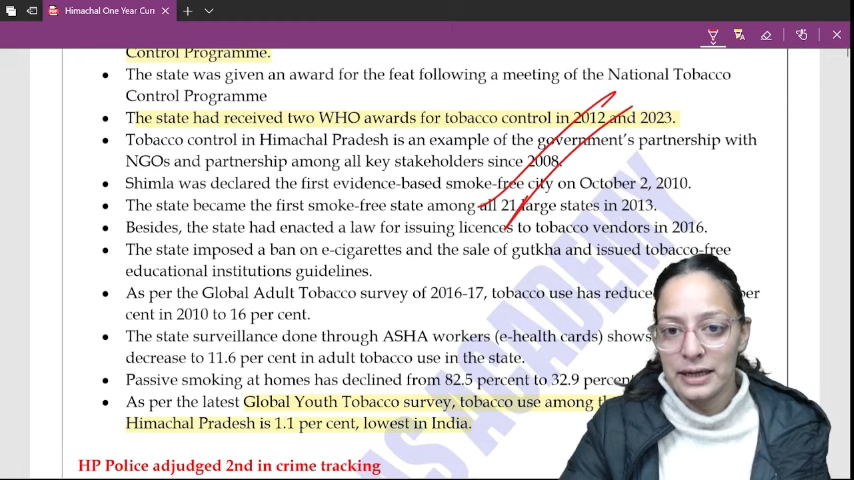 Himachal One Year Curr
Control Programme.
The state was given an award for the feat following a meeting of the National Tobacco
Control Programme
The state had received two WHO awards for tobacco control in 2012 and 2023.
Tobacco control in Himachal Pradesh is an example of the government's partnership with
NGOs and partnership among all key stakeholders since 2008.
Shimla was declared the first evidence-based smoke-free city on October 2, 2010.
The state became the first smoke-free state among all 21 large states in 2013.
Besides, the state had enacted a law for issuing licences to tobacco vendors in 2016.
The state imposed a ban on e-cigarettes and the sale of gutkha and issued tobacco-free
educational institutions guidelines.
As per the Global Adult Tobacco survey of 2016-17, tobacco use has reduced per
cent in 2010 to 16 per cent.
The state surveillance done through ASHA workers (e-health cards) shows
decrease to 11.6 per cent in adult tobacco use in the state.
Passive smoking at homes has declined from 82.5 percent to 32.9 percent
As per the latest Global Youth Tobacco survey, tobacco use among
Himachal Pradesh is 1.1 per cent, lowest in India.
HP Police adjudged 2nd in crime tracking
AS ACADEMY